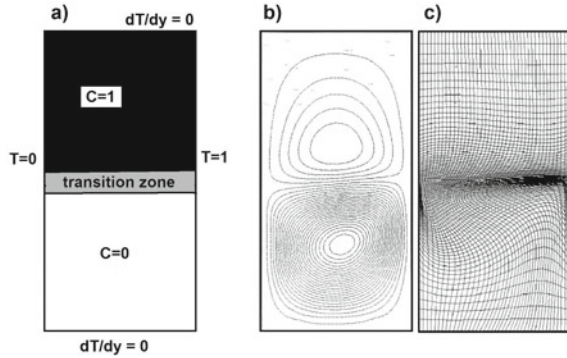 a)
b)
c)
dT/dy = 0
C=1
T=0
T=1
transition zone
C=0
dT/dy = 0